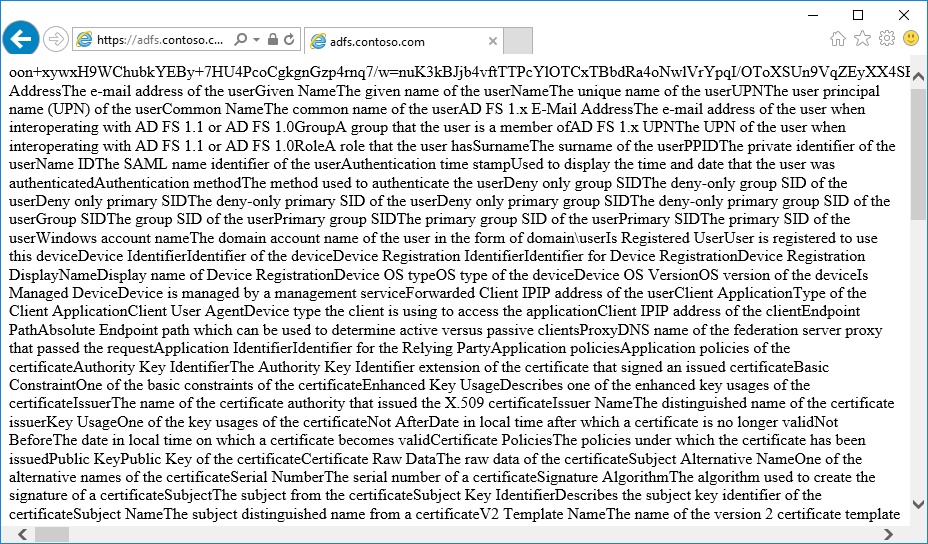 https://adfs.contoso.c...
adfs.contoso.com
oon+xywxH9WChubkYEBy+7HU4PcoCgkgnGzp4rnq7/w=nuK3kBJjb4vftTTPcYlOTCxTBbdRa4oNwlVrYpqI/OToXSUn9VqZEyXX4SE
AddressThe e-mail address of the userGiven NameThe given name of the userNameThe unique name of the userUPNThe user principal
name (UPN) of the userCommon NameThe common name of the userAD FS 1.x E-Mail AddressThe e-mail address of the user when
interoperating with AD FS 1.1 or AD FS 1.0GroupA group that the user is a member ofAD FS 1.x UPNThe UPN of the user when
interoperating with AD FS 1.1 or AD FS 1.0RoleA role that the user hasSurnameThe surname of the userPPIDThe private identifier of the
userName IDThe SAML name identifier of the userAuthentication time stampUsed to display the time and date that the user was
authenticatedAuthentication methodThe method used to authenticate the userDeny only group SIDThe deny-only group SID of the
userDeny only primary SIDThe deny-only primary SID of the userDeny only primary group SIDThe deny-only primary group SID of the
userGroup SIDThe group SID of the userPrimary group SIDThe primary group SID of the userPrimary SIDThe primary SID of the
userWindows account nameThe domain account name of the user in the form of domain\userIs Registered UserUser is registered to use
this deviceDevice IdentifierIdentifier of the deviceDevice Registration IdentifierIdentifier for Device RegistrationDevice Registration
DisplayNameDisplay name of Device RegistrationDevice OS typeOS type of the deviceDevice OS VersionOS version of the deviceIs
Managed DeviceDevice is managed by a management serviceForwarded Client IPIP address of the userClient ApplicationType of the
Client ApplicationClient User AgentDevice type the client is using to access the applicationClient IPIP address of the clientEndpoint
PathAbsolute Endpoint path which can be used to determine active versus passive clientsProxyDNS name of the federation server proxy
that passed the requestApplication IdentifierIdentifier for the Relying PartyApplication policiesApplication policies of the
certificateAuthority Key IdentifierThe Authority Key Identifier extension of the certificate that signed an issued certificateBasic
ConstraintOne of the basic constraints of the certificateEnhanced Key UsageDescribes one of the enhanced key usages of the
certificateIssuerThe name of the certificate authority that issued the X.509 certificateIssuer NameThe distinguished name of the certificate
issuerKey UsageOne of the key usages of the certificateNot AfterDate in local time after which a certificate is no longer validNot
BeforeThe date in local time on which a certificate becomes validCertificate PoliciesThe policies under which the certificate has been
issuedPublic KeyPublic Key of the certificateCertificate Raw DataThe raw data of the certificateSubject Alternative NameOne of the
alternative names of the certificateSerial NumberThe serial number of a certificateSignature AlgorithmThe algorithm used to create the
signature of a certificateSubjectThe subject from the certificateSubject Key IdentifierDescribes the subject key identifier of the
certificateSubject NameThe subject distinguished name from a certificateV2 Template NameThe name of the version 2 certificate template